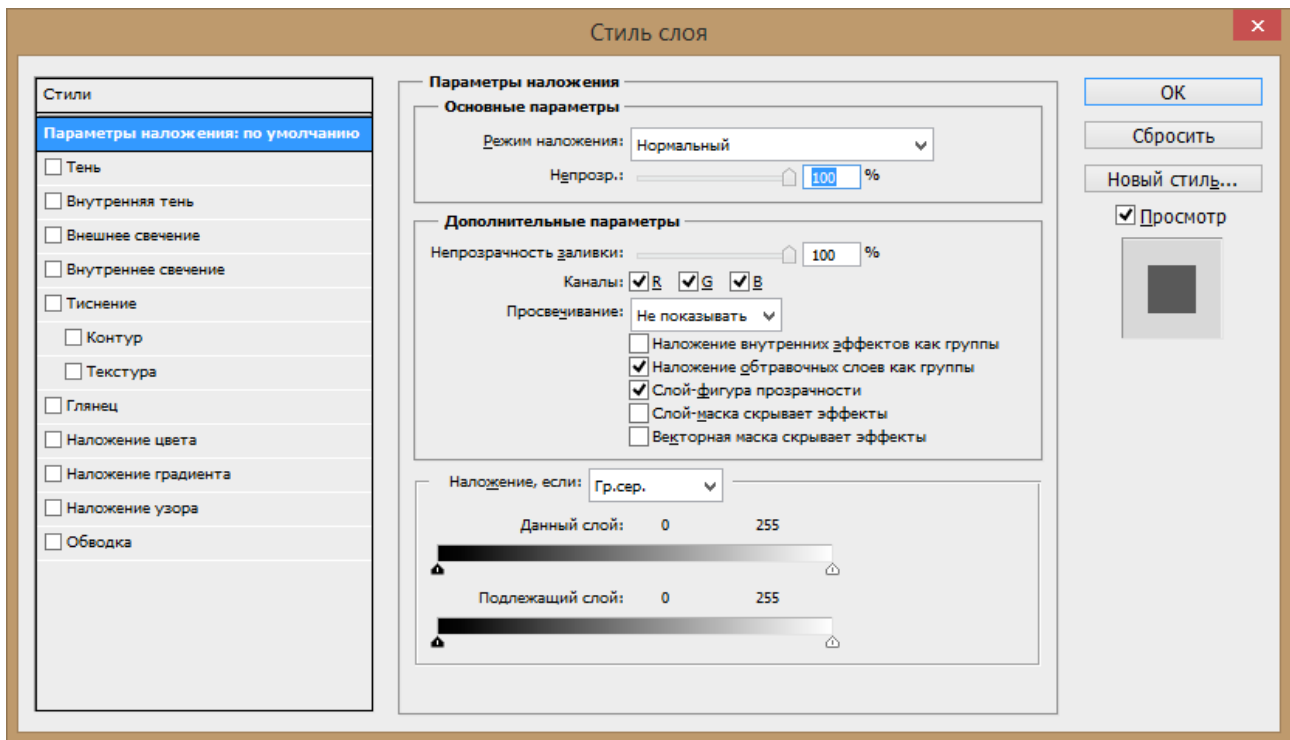 Стиль слоя
Стили
Параметры наложения: по умолчанию
Тень
Внутренняя тень
Внешнее свечение
Внутреннее свечение
Тиснение
Контур
Текстура
Глянец
Наложение цвета
Наложение градиента
Наложение узора
Обводка
Параметры наложения
Основные параметры
Режим наложения: Нормальный
Непрозр.: 100 %
Дополнительные параметры
Непрозрачность заливки: 100 %
Каналы: R G B
Просвечивание: Не показывать
Наложение внутренних эффектов как группы
Наложение обтравочных слоев как группы
Слой-фигура прозрачности
Слой-маска скрывает эффекты
Векторная маска скрывает эффекты
Наложение, если: Гр.сер.
Данный слой: 0 255
Подлежащий слой: 0 255
ОК
Сбросить
Новый стиль...
Просмотр